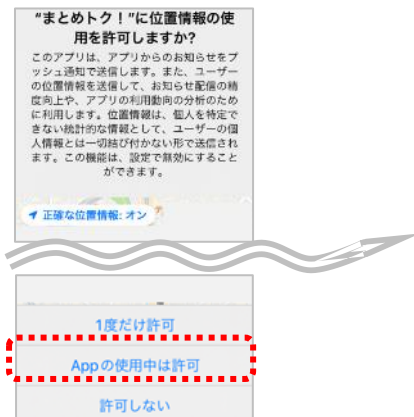 "まとめトク！"に位置情報の使
用を許可しますか?
このアプリは、アプリからのお知らせをプ
ッシュ通知で送信します。また、ユーザー
の位置情報を送信して、お知らせ配信の精
度向上や、アプリの利用動向の分析のため
に利用します。位置情報は、個人を特定で
きない統計的な情報として、ユーザーの個
人情報とは一切結び付かない形で送信され
ます。この機能は、設定で無効にすること
ができます。
正確な位置情報: オン
1度だけ許可
Appの使用中は許可
許可しない